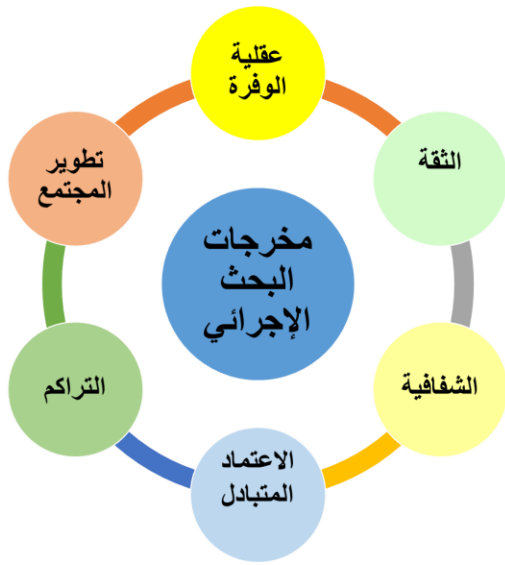 عقلية
الوفرة
الثقة
الشفافية
الاعتماد
المتبادل
التراكم
تطوير
المجتمع
مخرجات
البحث
الإجرائي